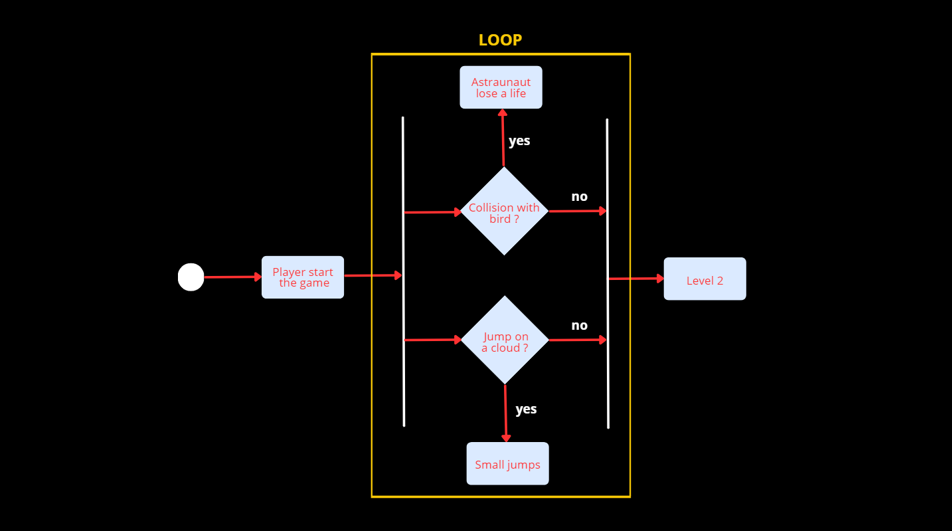 LOOP
Astraunaut
lose a life
yes
Collision with
bird ?
no
Player start
the game
Level 2
Jump on
a cloud ?
no
yes
Small jumps